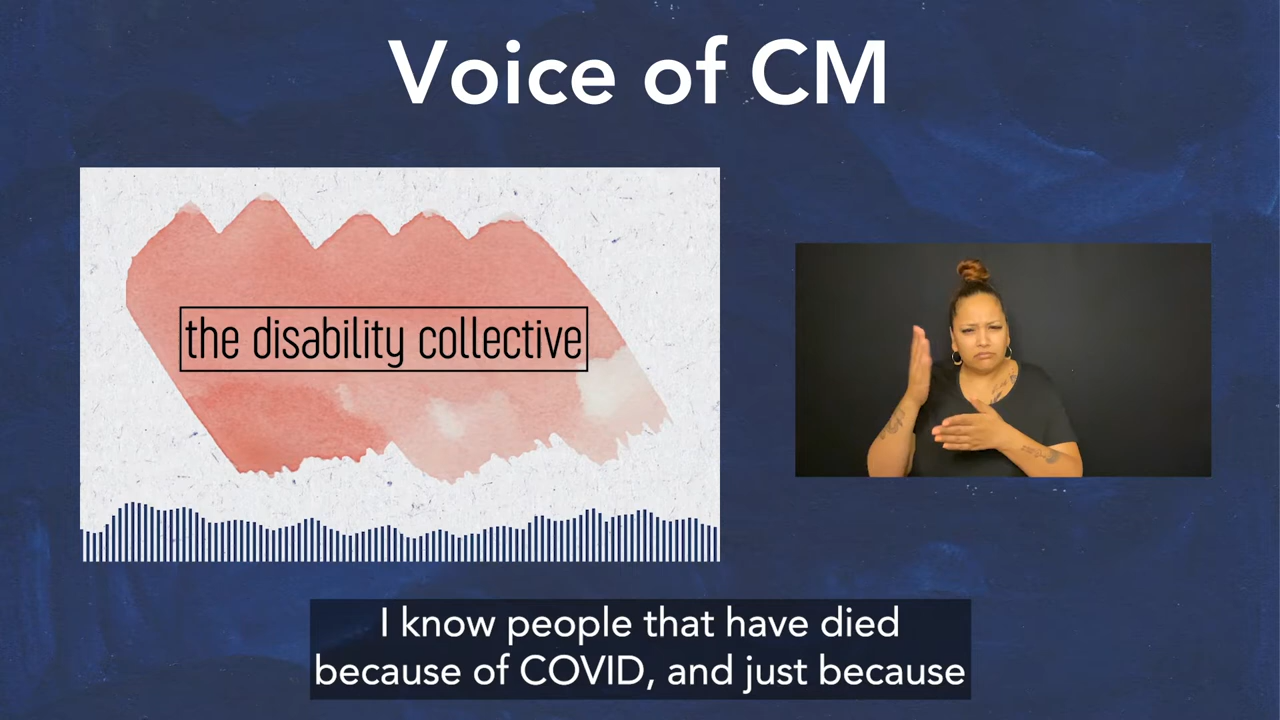 Voice of CM
the disability collective
I know people that have died
because of COVID, and just because